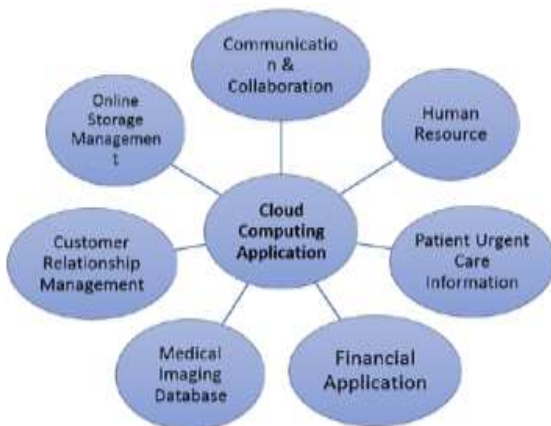 Communicatio
n &
Collaboration
Online
Storage
Managemen
t
Human
Resource
Cloud
Computing
Application
Customer
Relationship
Management
Patient Urgent
Care
Information
Medical
Imaging
Database
Financial
Application